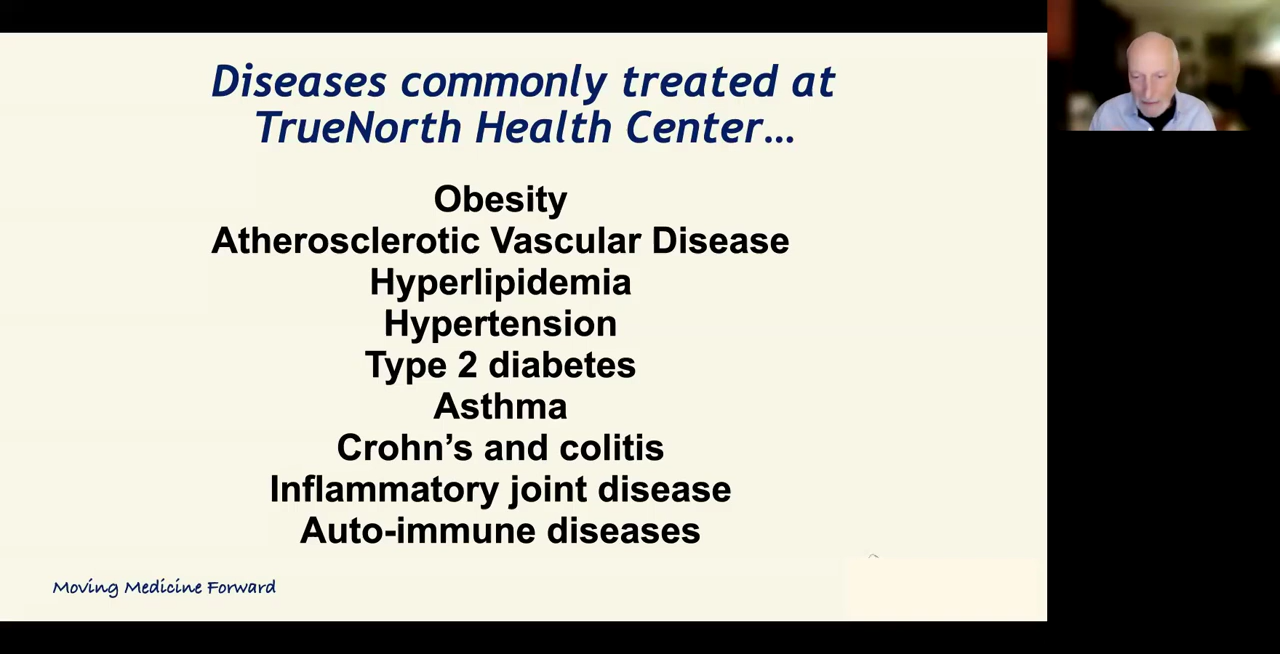 Diseases commonly treated at
TrueNorth Health Center…
Obesity
Atherosclerotic Vascular Disease
Hyperlipidemia
Hypertension
Type 2 diabetes
Asthma
Crohn’s and colitis
Inflammatory joint disease
Auto-immune diseases
Moving Medicine Forward